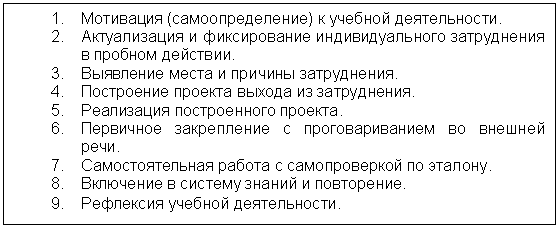 1. Мотивация (самоопределение) к учебной деятельности.
2. Актуализация и фиксирование индивидуального затруднения
в пробном действии.
3. Выявление места и причины затруднения.
4. Построение проекта выхода из затруднения.
5. Реализация построенного проекта.
6. Первичное закрепление с проговариванием во внешней
речи.
7. Самостоятельная работа с самопроверкой по эталону.
8. Включение в систему знаний и повторение.
9. Рефлексия учебной деятельности.